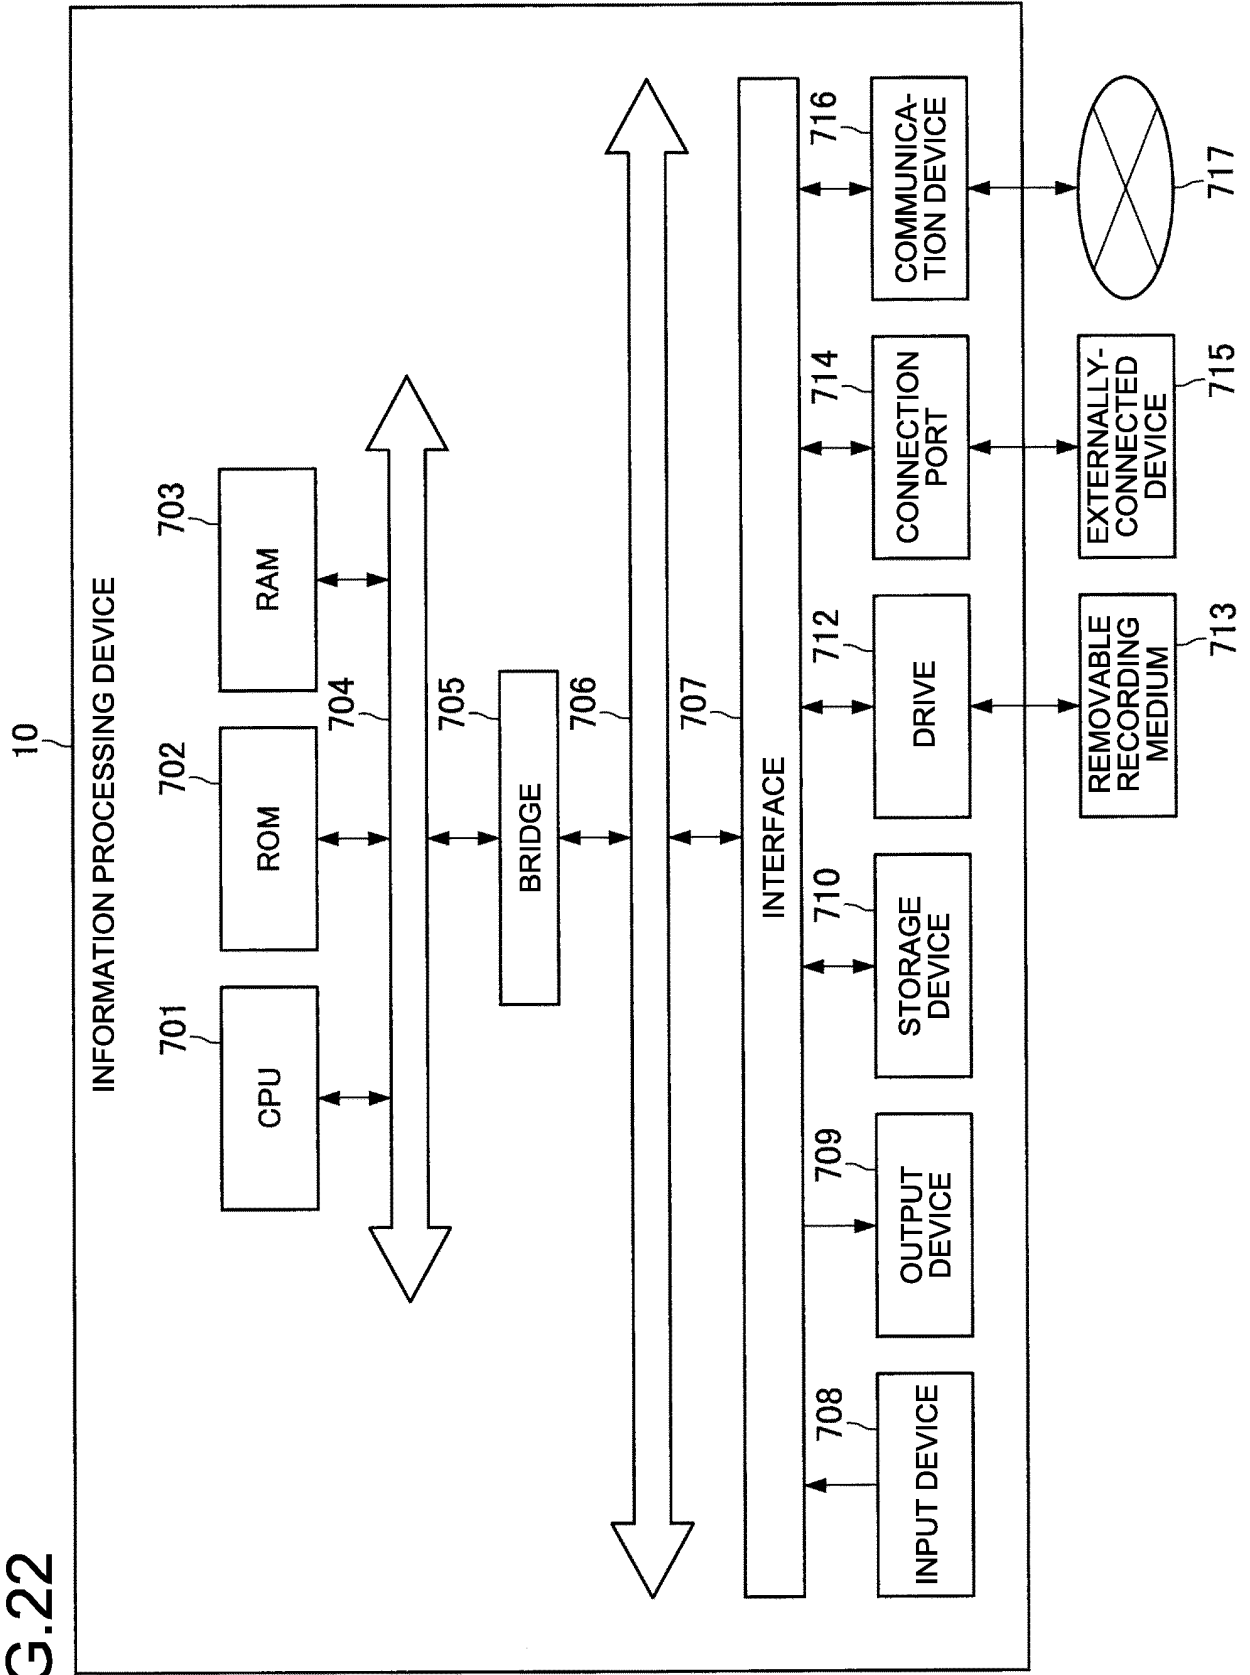 G.22
10
INFORMATION PROCESSING DEVICE
701
702
703
CPU
ROM
RAM
704
705
BRIDGE
706
707
INTERFACE
708
709
710
712
714
716
INPUT DEVICE
OUTPUT
DEVICE
STORAGE
DEVICE
DRIVE
CONNECTION
PORT
COMMUNICA-
TION DEVICE
REMOVABLE
RECORDING
MEDIUM
EXTERNALLY-
CONNECTED
DEVICE
713
715
717